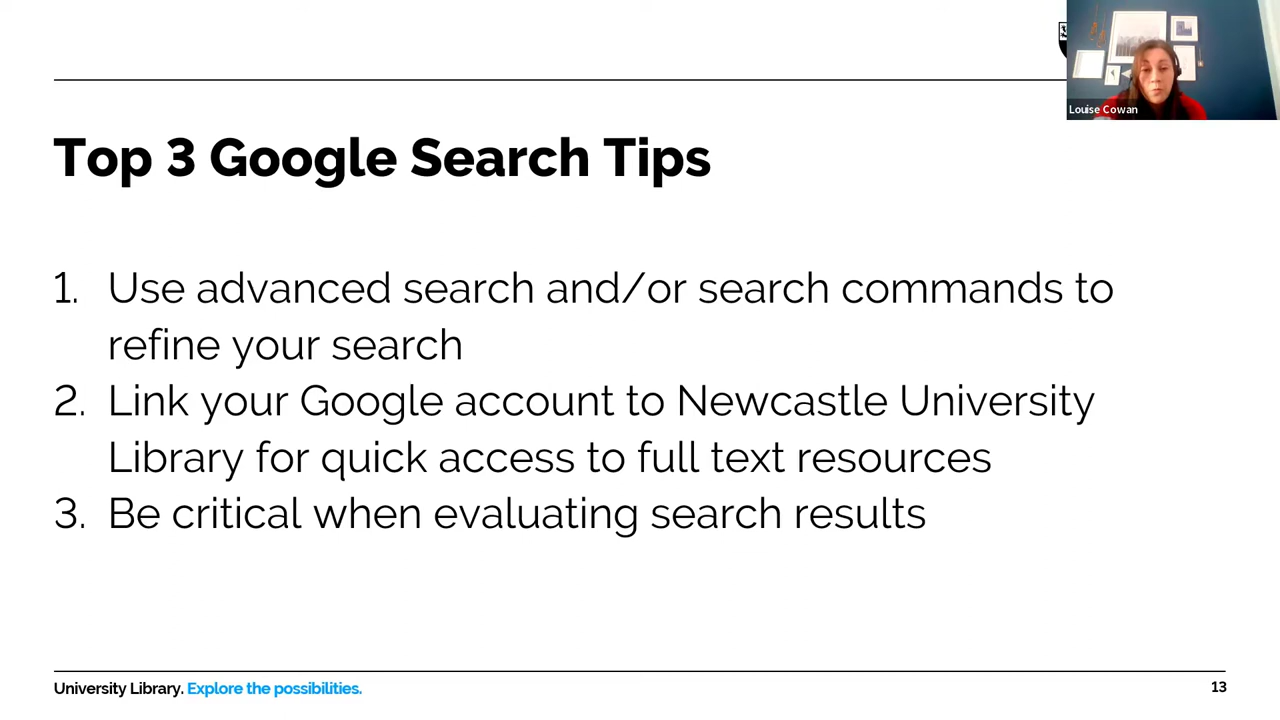 Louise Cowan
Top 3 Google Search Tips
1. Use advanced search and/or search commands to
refine your search
2. Link your Google account to Newcastle University
Library for quick access to full text resources
3. Be critical when evaluating search results
University Library. Explore the possibilities.
13